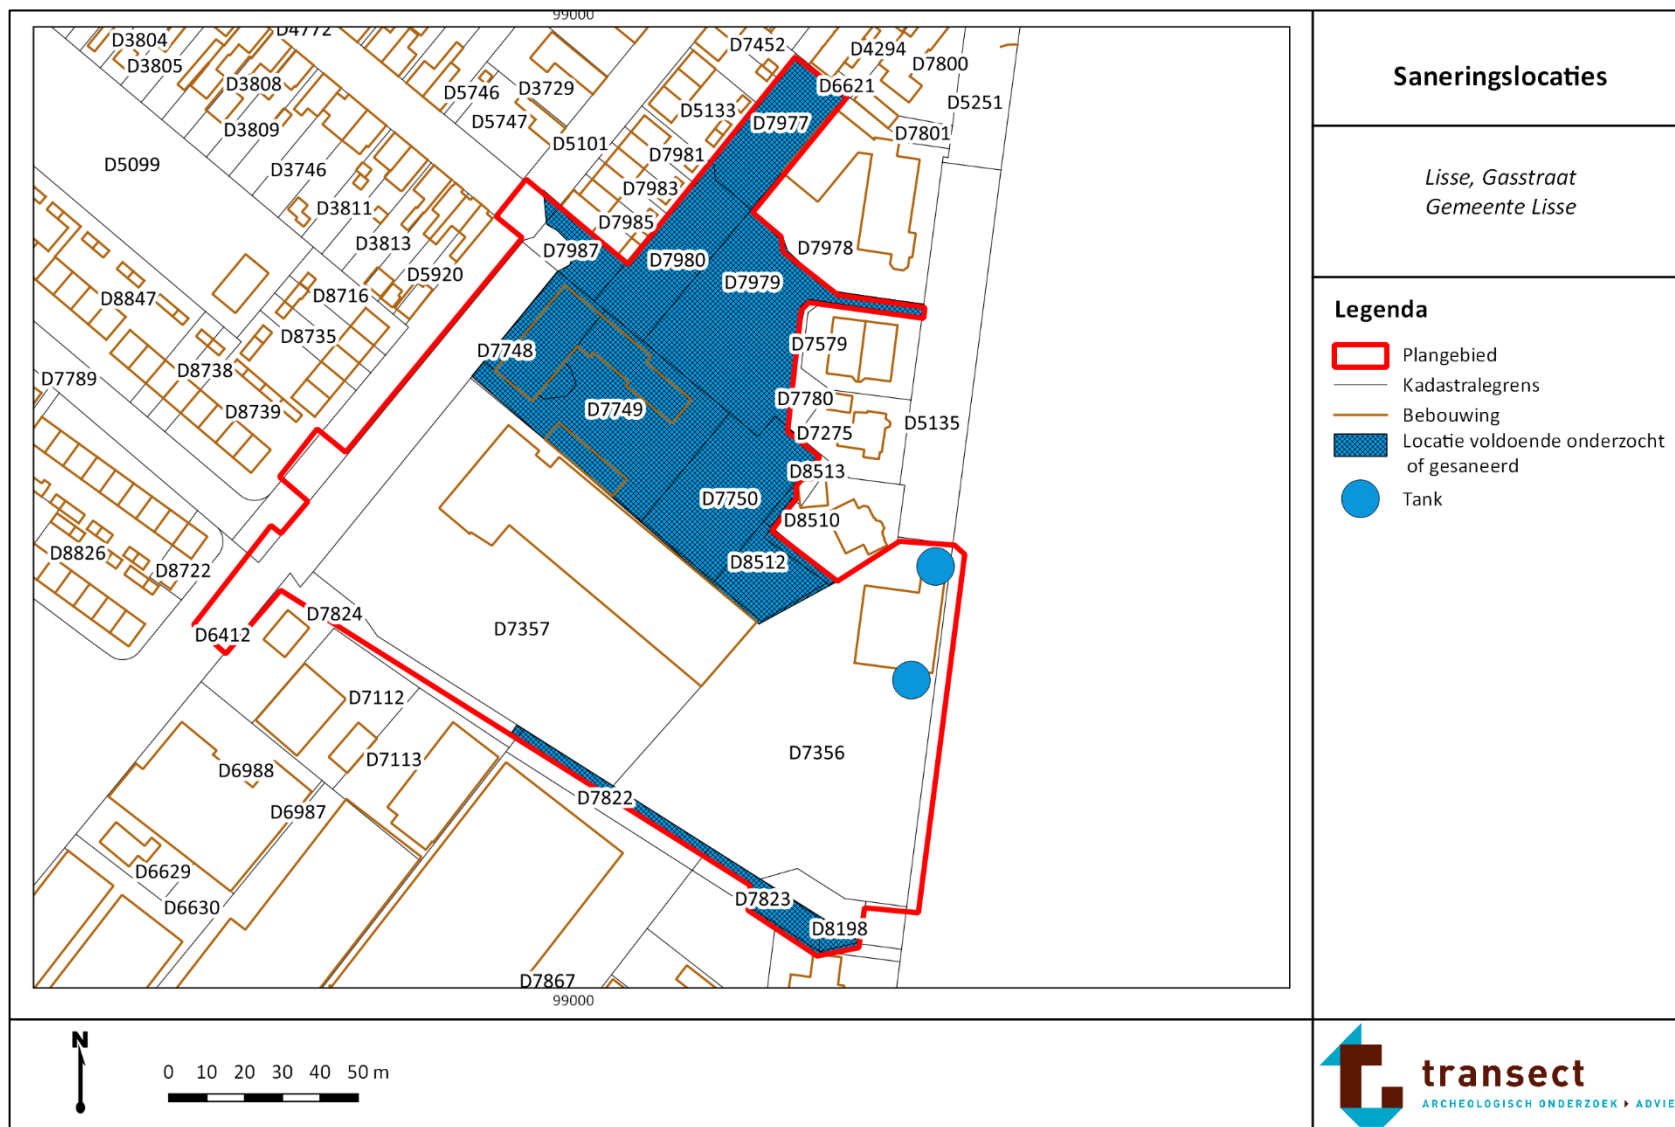 99000
D3804
D3805
D4772
D3808
D3809
D3746
D3811
D3813
D5920
D5099
D5746
D5747
D3729
D5101
D5133
D7452
D4294
D7800
D6621
D5251
D7977
D7801
D7981
D7983
D7985
D7987
D7980
D7978
D7979
D8847
D8716
D8735
D8738
D8739
D7789
D7748
D7749
D7579
D7780
D7275
D5135
D8513
D7750
D8510
D8512
D8826
D8722
D6412
D7824
D7357
D7112
D7113
D6988
D6987
D6629
D6630
D7356
D7822
D7823
D8198
D7867
99000
Saneringslocaties
Lisse, Gasstraat
Gemeente Lisse
Legenda
Plangebied
Kadastralegrens
Bebouwing
Locatie voldoende onderzocht
of gesaneerd
Tank
N
0 10 20 30 40 50 m
transect
ARCHEOLOGISCH ONDERZOEK ADVIE